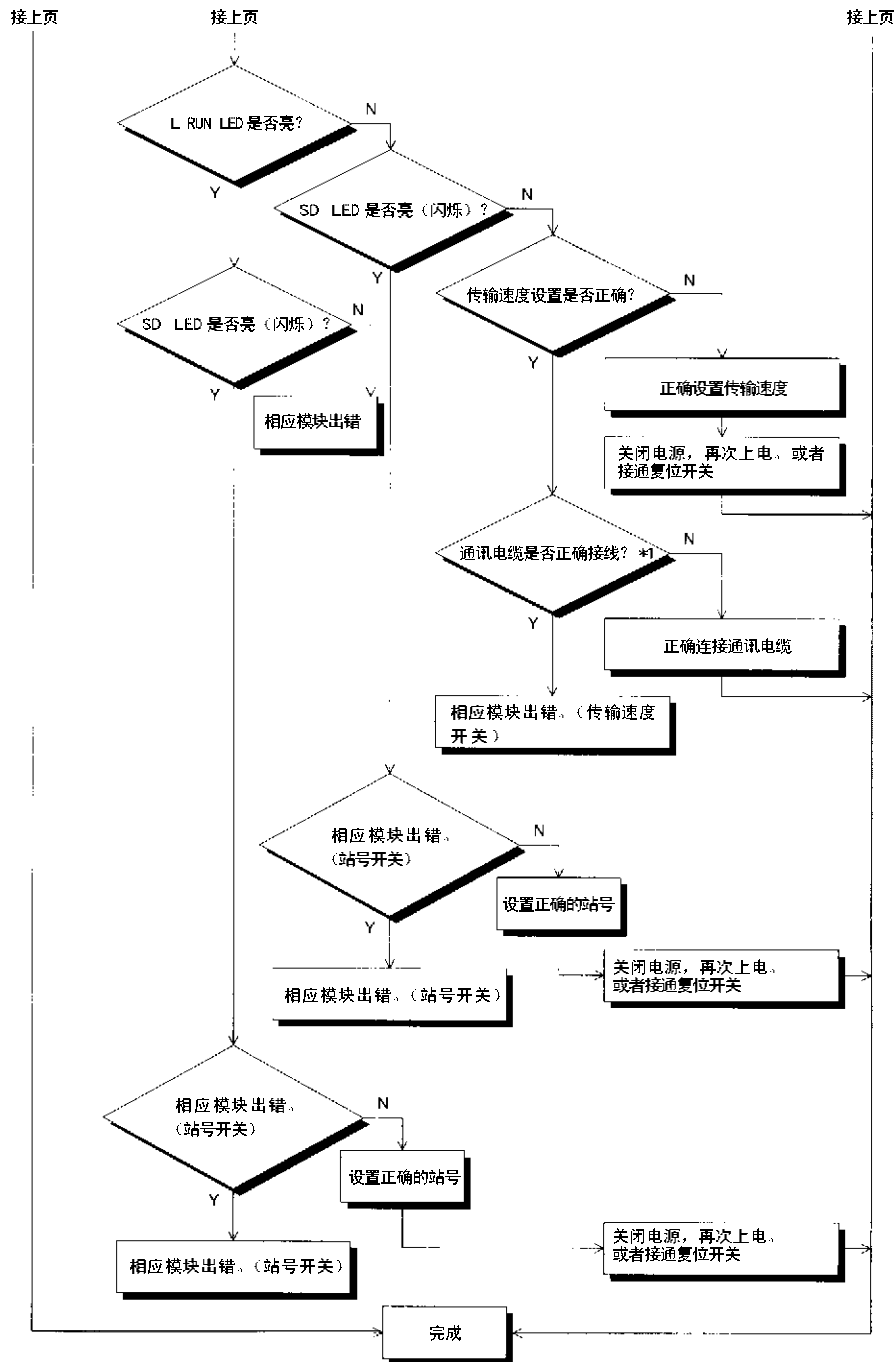 接上页
接上页
接上页
L RUN LED是否亮？
N
Y
SD LED是否亮（闪烁）？
N
Y
传输速度设置是否正确？
N
Y
SD LED是否亮（闪烁）？
N
Y
相应模块出错
正确设置传输速度
关闭电源，再次上电。或者
接通复位开关
通讯电缆是否正确接线？*1
N
Y
正确连接通讯电缆
相应模块出错。（传输速度
开关）
相应模块出错。
（站号开关）
N
Y
设置正确的站号
相应模块出错。（站号开关）
关闭电源，再次上电。
或者接通复位开关
相应模块出错。
（站号开关）
N
Y
设置正确的站号
相应模块出错。（站号开关）
关闭电源，再次上电。
或者接通复位开关
完成